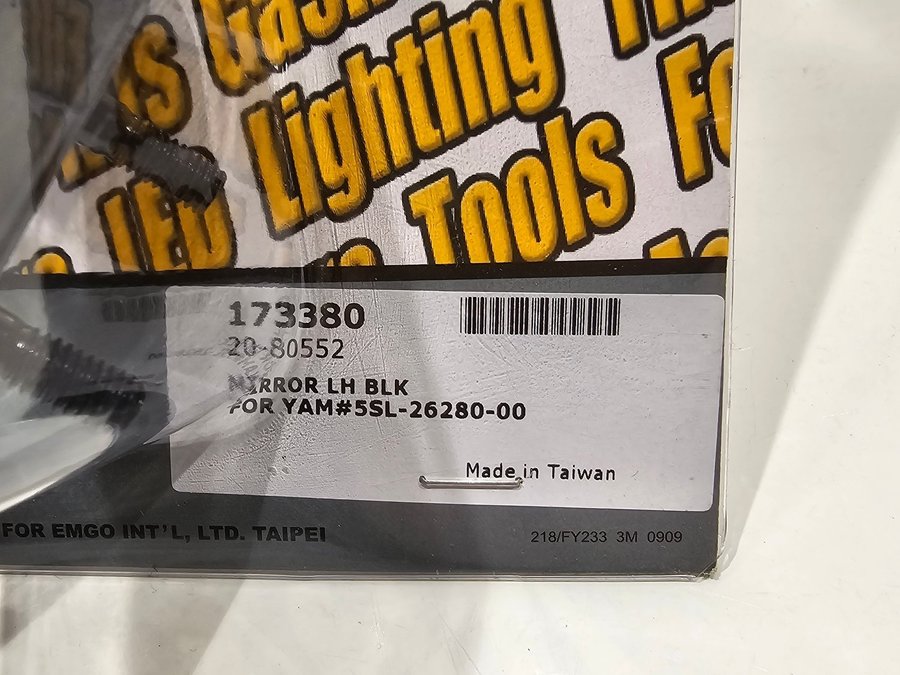 Lighting
LED
Tools
173380
20-80552
MIRROR LH BLK
FOR YAM#5SL-26280-00
Made in Taiwan
FOR EMGO INT'L, LTD. TAIPEI
218/FY233 3M 0909